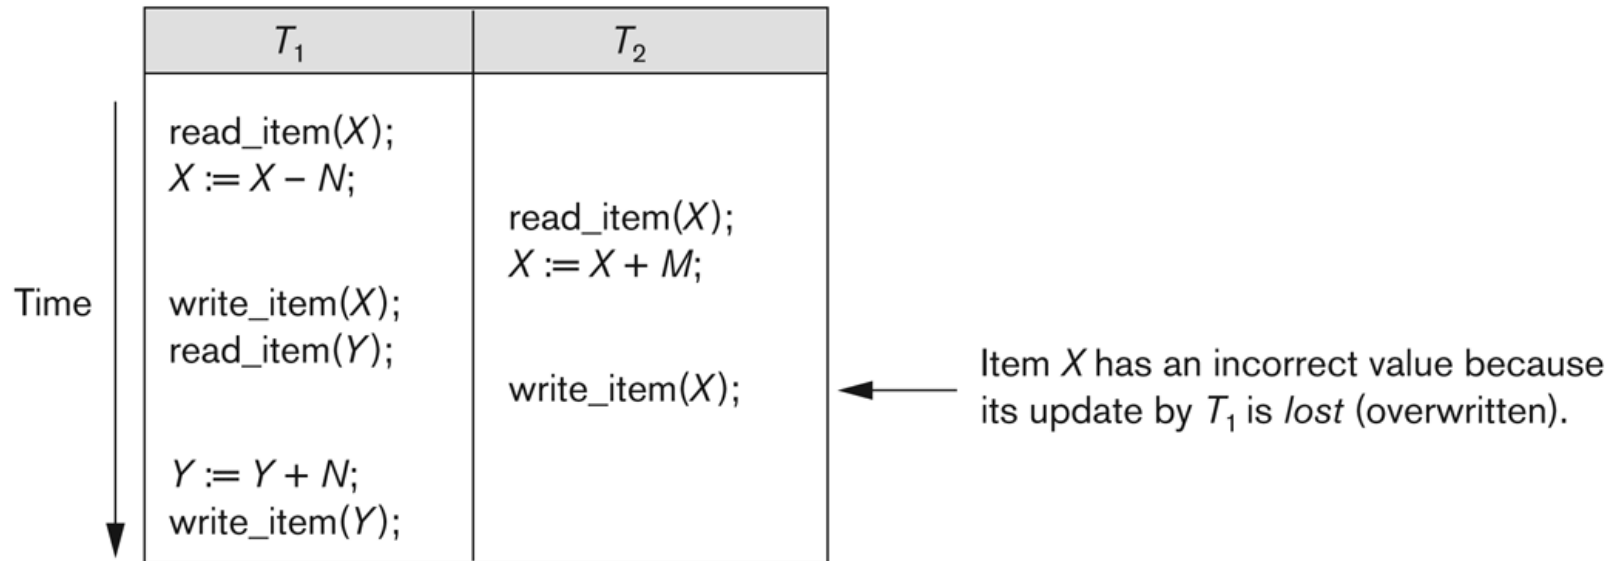 T₁ T₂
read_item(X);
X := X – N;
read_item(X);
X := X + M;
Time
write_item(X);
read_item(Y);
write_item(X);
Item X has an incorrect value because
its update by T₁ is lost (overwritten).
Y := Y + N;
write_item(Y);